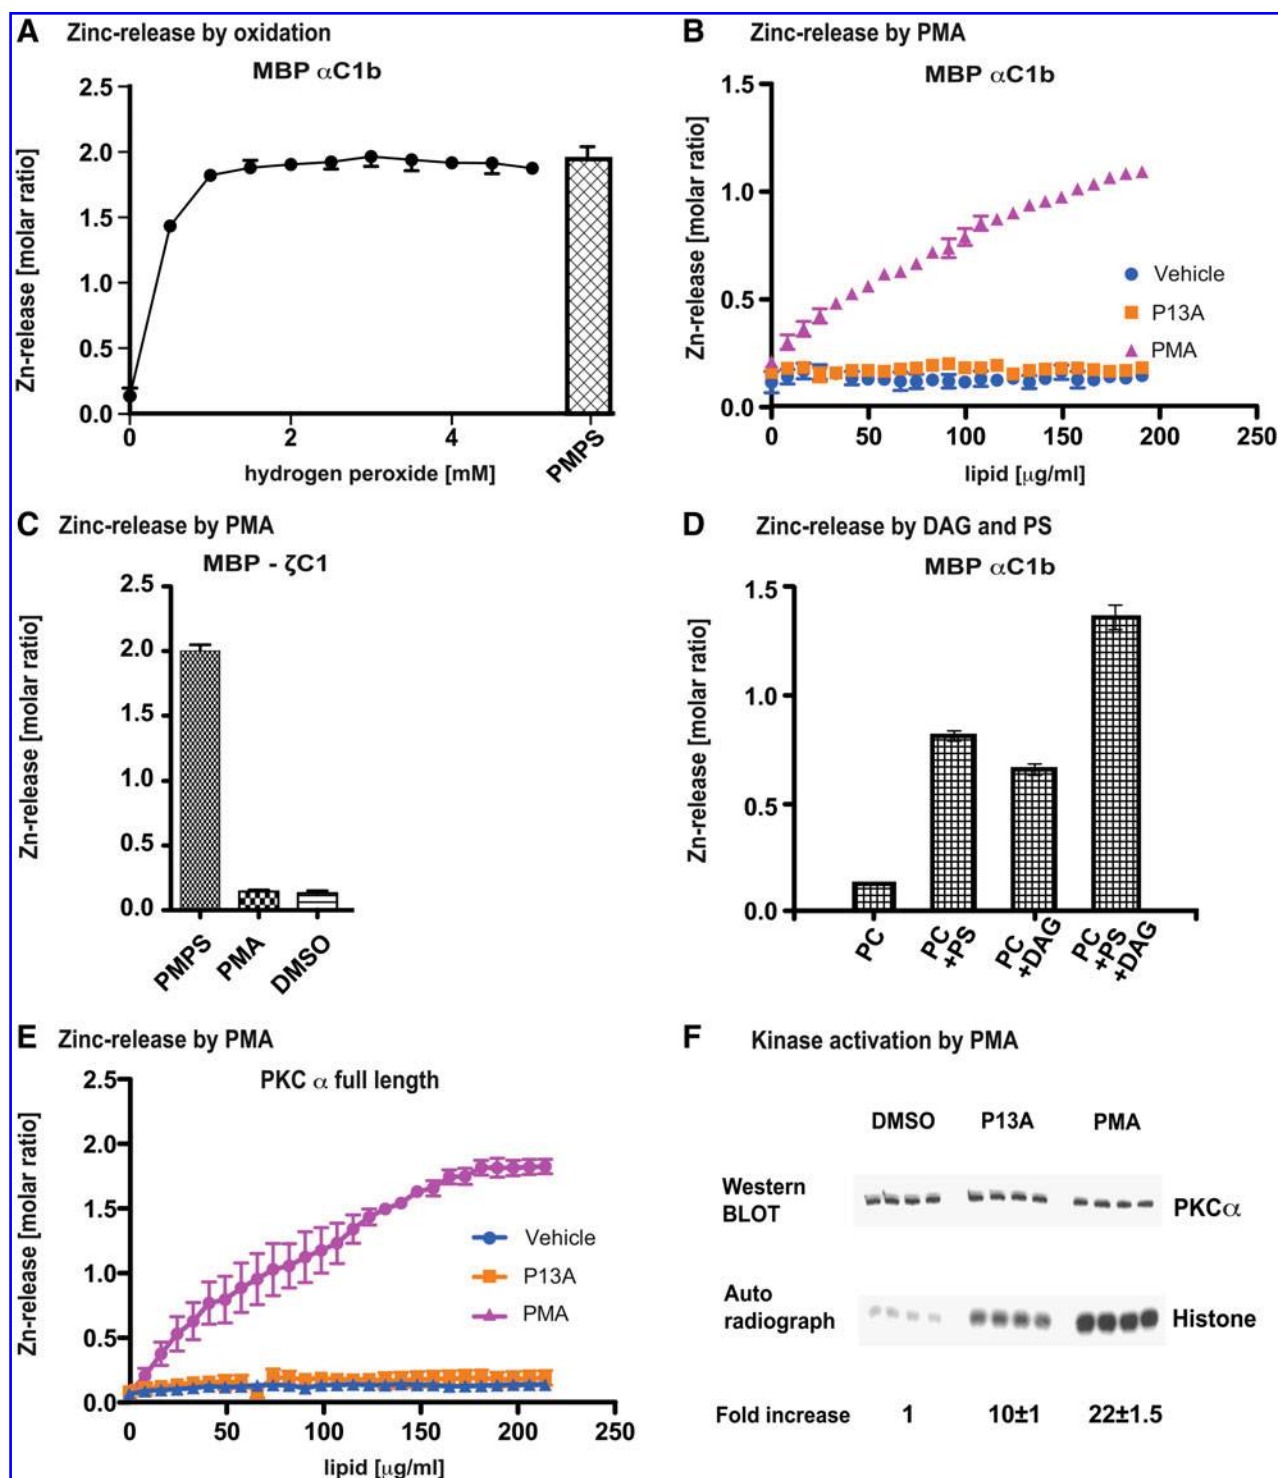 A Zinc-release by oxidation
MBP αC1b
Zn-release [molar ratio]
2.5
2.0
1.5
1.0
0.5
0.0
0 2 4
PMPS
hydrogen peroxide [mM]
B Zinc-release by PMA
MBP αC1b
Zn-release [molar ratio]
1.5
1.0
0.5
0.0
Vehicle
P13A
PMA
0 50 100 150 200 250
lipid [μg/ml]
C Zinc-release by PMA
MBP - ζC1
Zn-release [molar ratio]
2.5
2.0
1.5
1.0
0.5
0.0
PMPS PMA DMSO
D Zinc-release by DAG and PS
MBP αC1b
Zn-release [molar ratio]
1.5
1.0
0.5
0.0
PC
PC
+PS
PC
+DAG
PC
+PS
+DAG
E Zinc-release by PMA
PKC α full length
Zn-release [molar ratio]
2.5
2.0
1.5
1.0
0.5
0.0
Vehicle
P13A
PMA
0 50 100 150 200 250
lipid [μg/ml]
F Kinase activation by PMA
DMSO P13A PMA
Western
BLOT
PKCα
Auto
radiograph
Histone
Fold increase 1 10±1 22±1.5